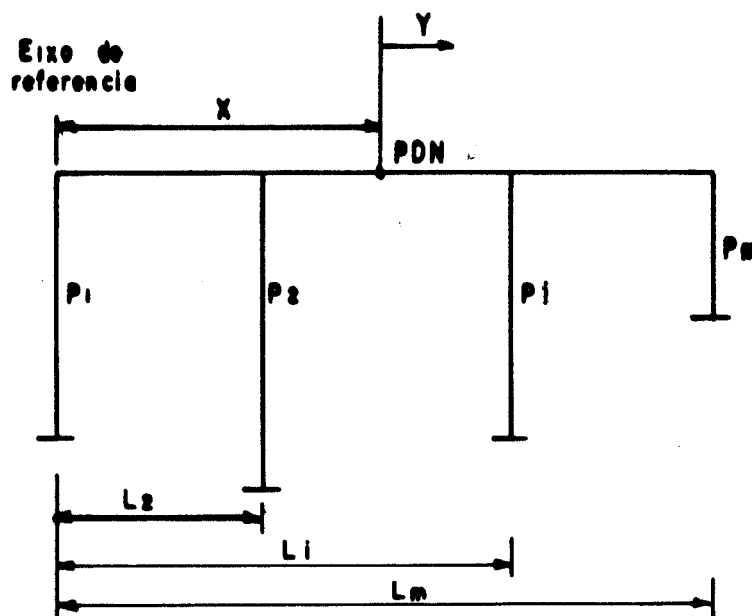 Eixo de
referencia
Y
X
PDN
P1
P2
Pi
Pm
L2
Li
Lm